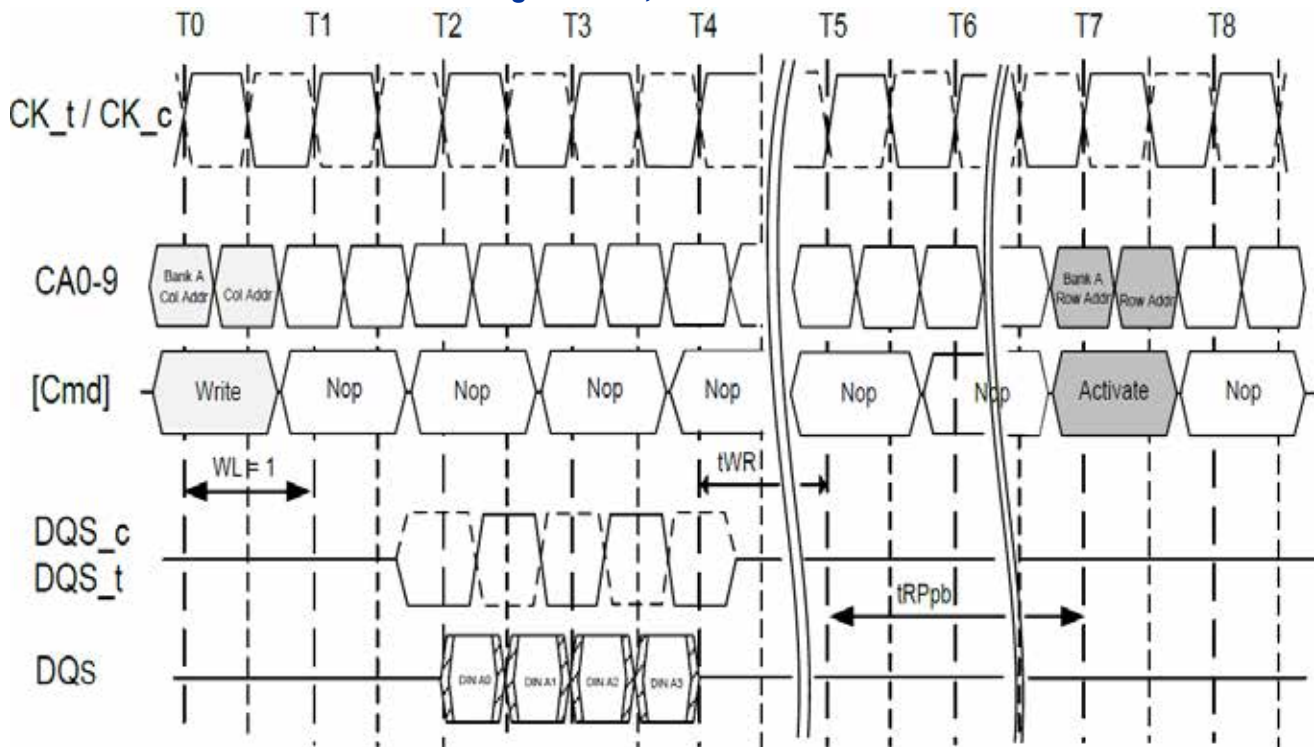 T0 T1 T2 T3 T4 T5 T6 T7 T8
CK_t / CK_c
CA0-9
Bank A
Col Addr
Col Addr
Bank A
Row Addr
Row Addr
[Cmd]
Write Nop Nop Nop Nop Nop Nop Activate Nop
WL = 1
tWR
DQS_c
DQS_t
tRPpb
DQS
DIN A0 DIN A1 DIN A2 DIN A3